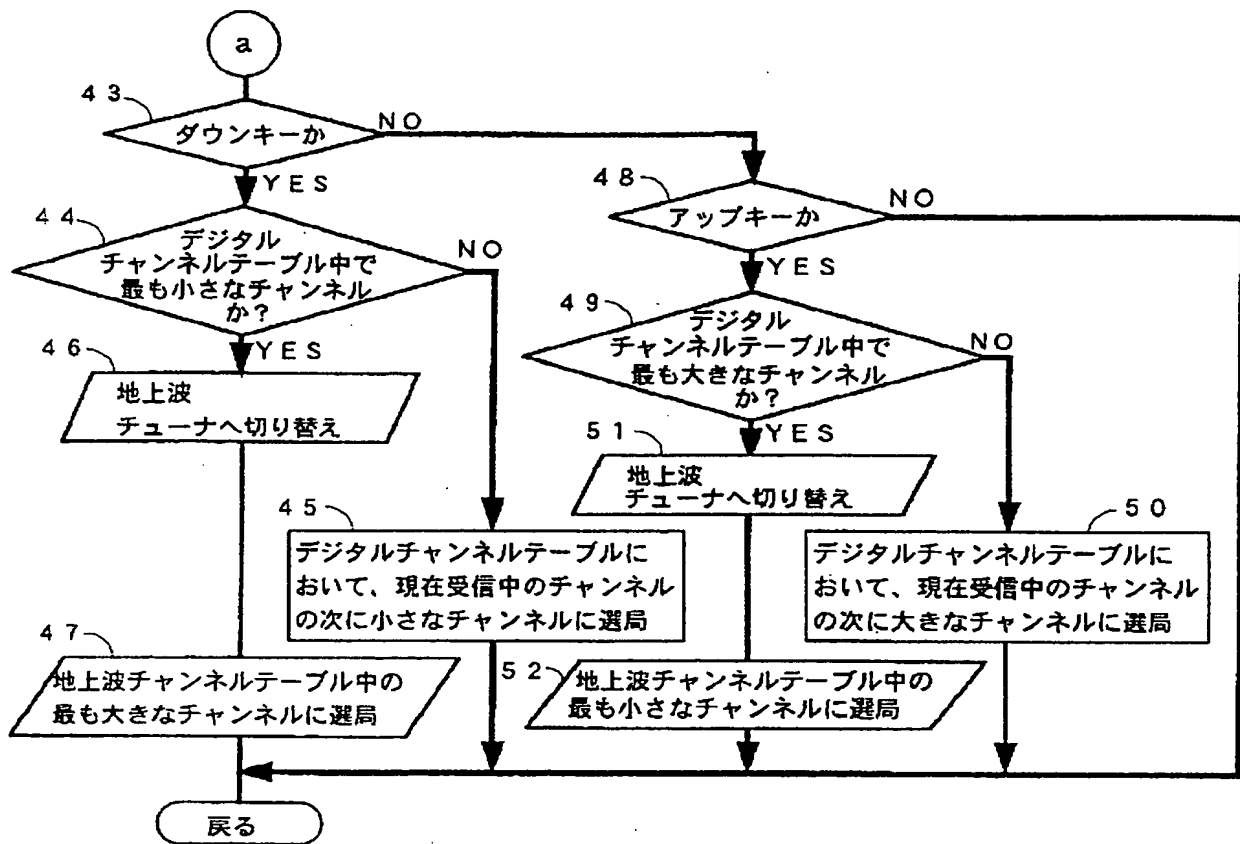 a
43
ダウンキーか
NO
YES
44
デジタル
チャンネルテーブル中で
最も小さなチャンネル
か?
NO
YES
46
地上波
チューナへ切り替え
45
デジタルチャンネルテーブルに
おいて、現在受信中のチャンネル
の次に小さなチャンネルに選局
47
地上波チャンネルテーブル中の
最も大きなチャンネルに選局
48
アップキーか
NO
YES
49
デジタル
チャンネルテーブル中で
最も大きなチャンネル
か?
NO
YES
51
地上波
チューナへ切り替え
50
デジタルチャンネルテーブルに
おいて、現在受信中のチャンネル
の次に大きなチャンネルに選局
52
地上波チャンネルテーブル中の
最も小さなチャンネルに選局
戻る